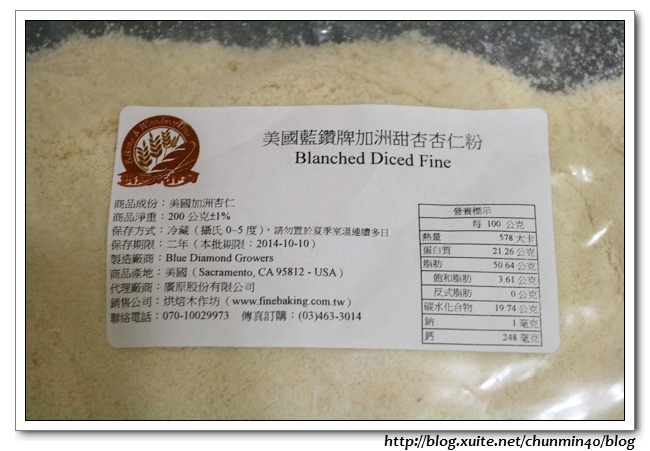 Baking & Woodworking
美國藍鑽牌加洲甜杏杏仁粉
Blanched Diced Fine
商品成份：美國加洲杏仁
商品淨重：200 公克±1%
保存方式：冷藏（攝氏 0~5 度），請勿置於夏季室溫連續多日
保存期限：二年（本批期限：2014-10-10）
製造廠商：Blue Diamond Growers
商品產地：美國（Sacramento, CA 95812 - USA）
代理廠商：廣原股份有限公司
銷售公司：烘焙木作坊（www.finebaking.com.tw）
聯絡電話：070-10029973 傳真訂購：(03)463-3014
營養標示
每 100 公克
熱量 578 大卡
蛋白質 21.26 公克
脂肪 50.64 公克
飽和脂肪 3.61 公克
反式脂肪 0 公克
碳水化合物 19.74 公克
鈉 1 毫克
鈣 248 毫克
http://blog.xuite.net/chunmin40/blog